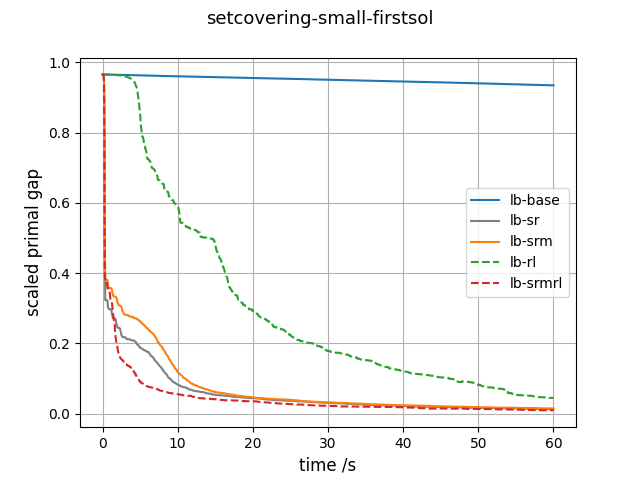 setcovering-small-firstsol
scaled primal gap
1.0
0.8
0.6
0.4
0.2
0.0
lb-base
lb-sr
lb-srm
lb-rl
lb-srmrl
0 10 20 30 40 50 60
time /s